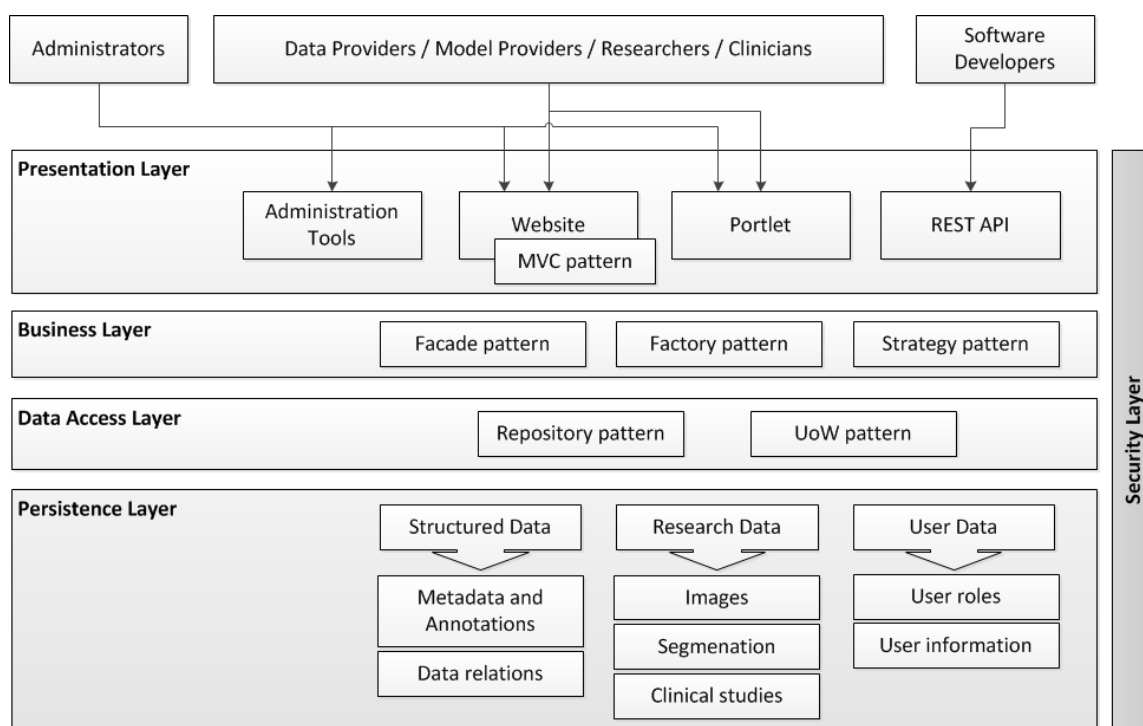 Administrators
Data Providers / Model Providers / Researchers / Clinicians
Software
Developers
Presentation Layer
Administration
Tools
Website
MVC pattern
Portlet
REST API
Business Layer
Facade pattern
Factory pattern
Strategy pattern
Data Access Layer
Repository pattern
UoW pattern
Persistence Layer
Structured Data
Metadata and
Annotations
Data relations
Research Data
Images
Segmenation
Clinical studies
User Data
User roles
User information
Security Layer